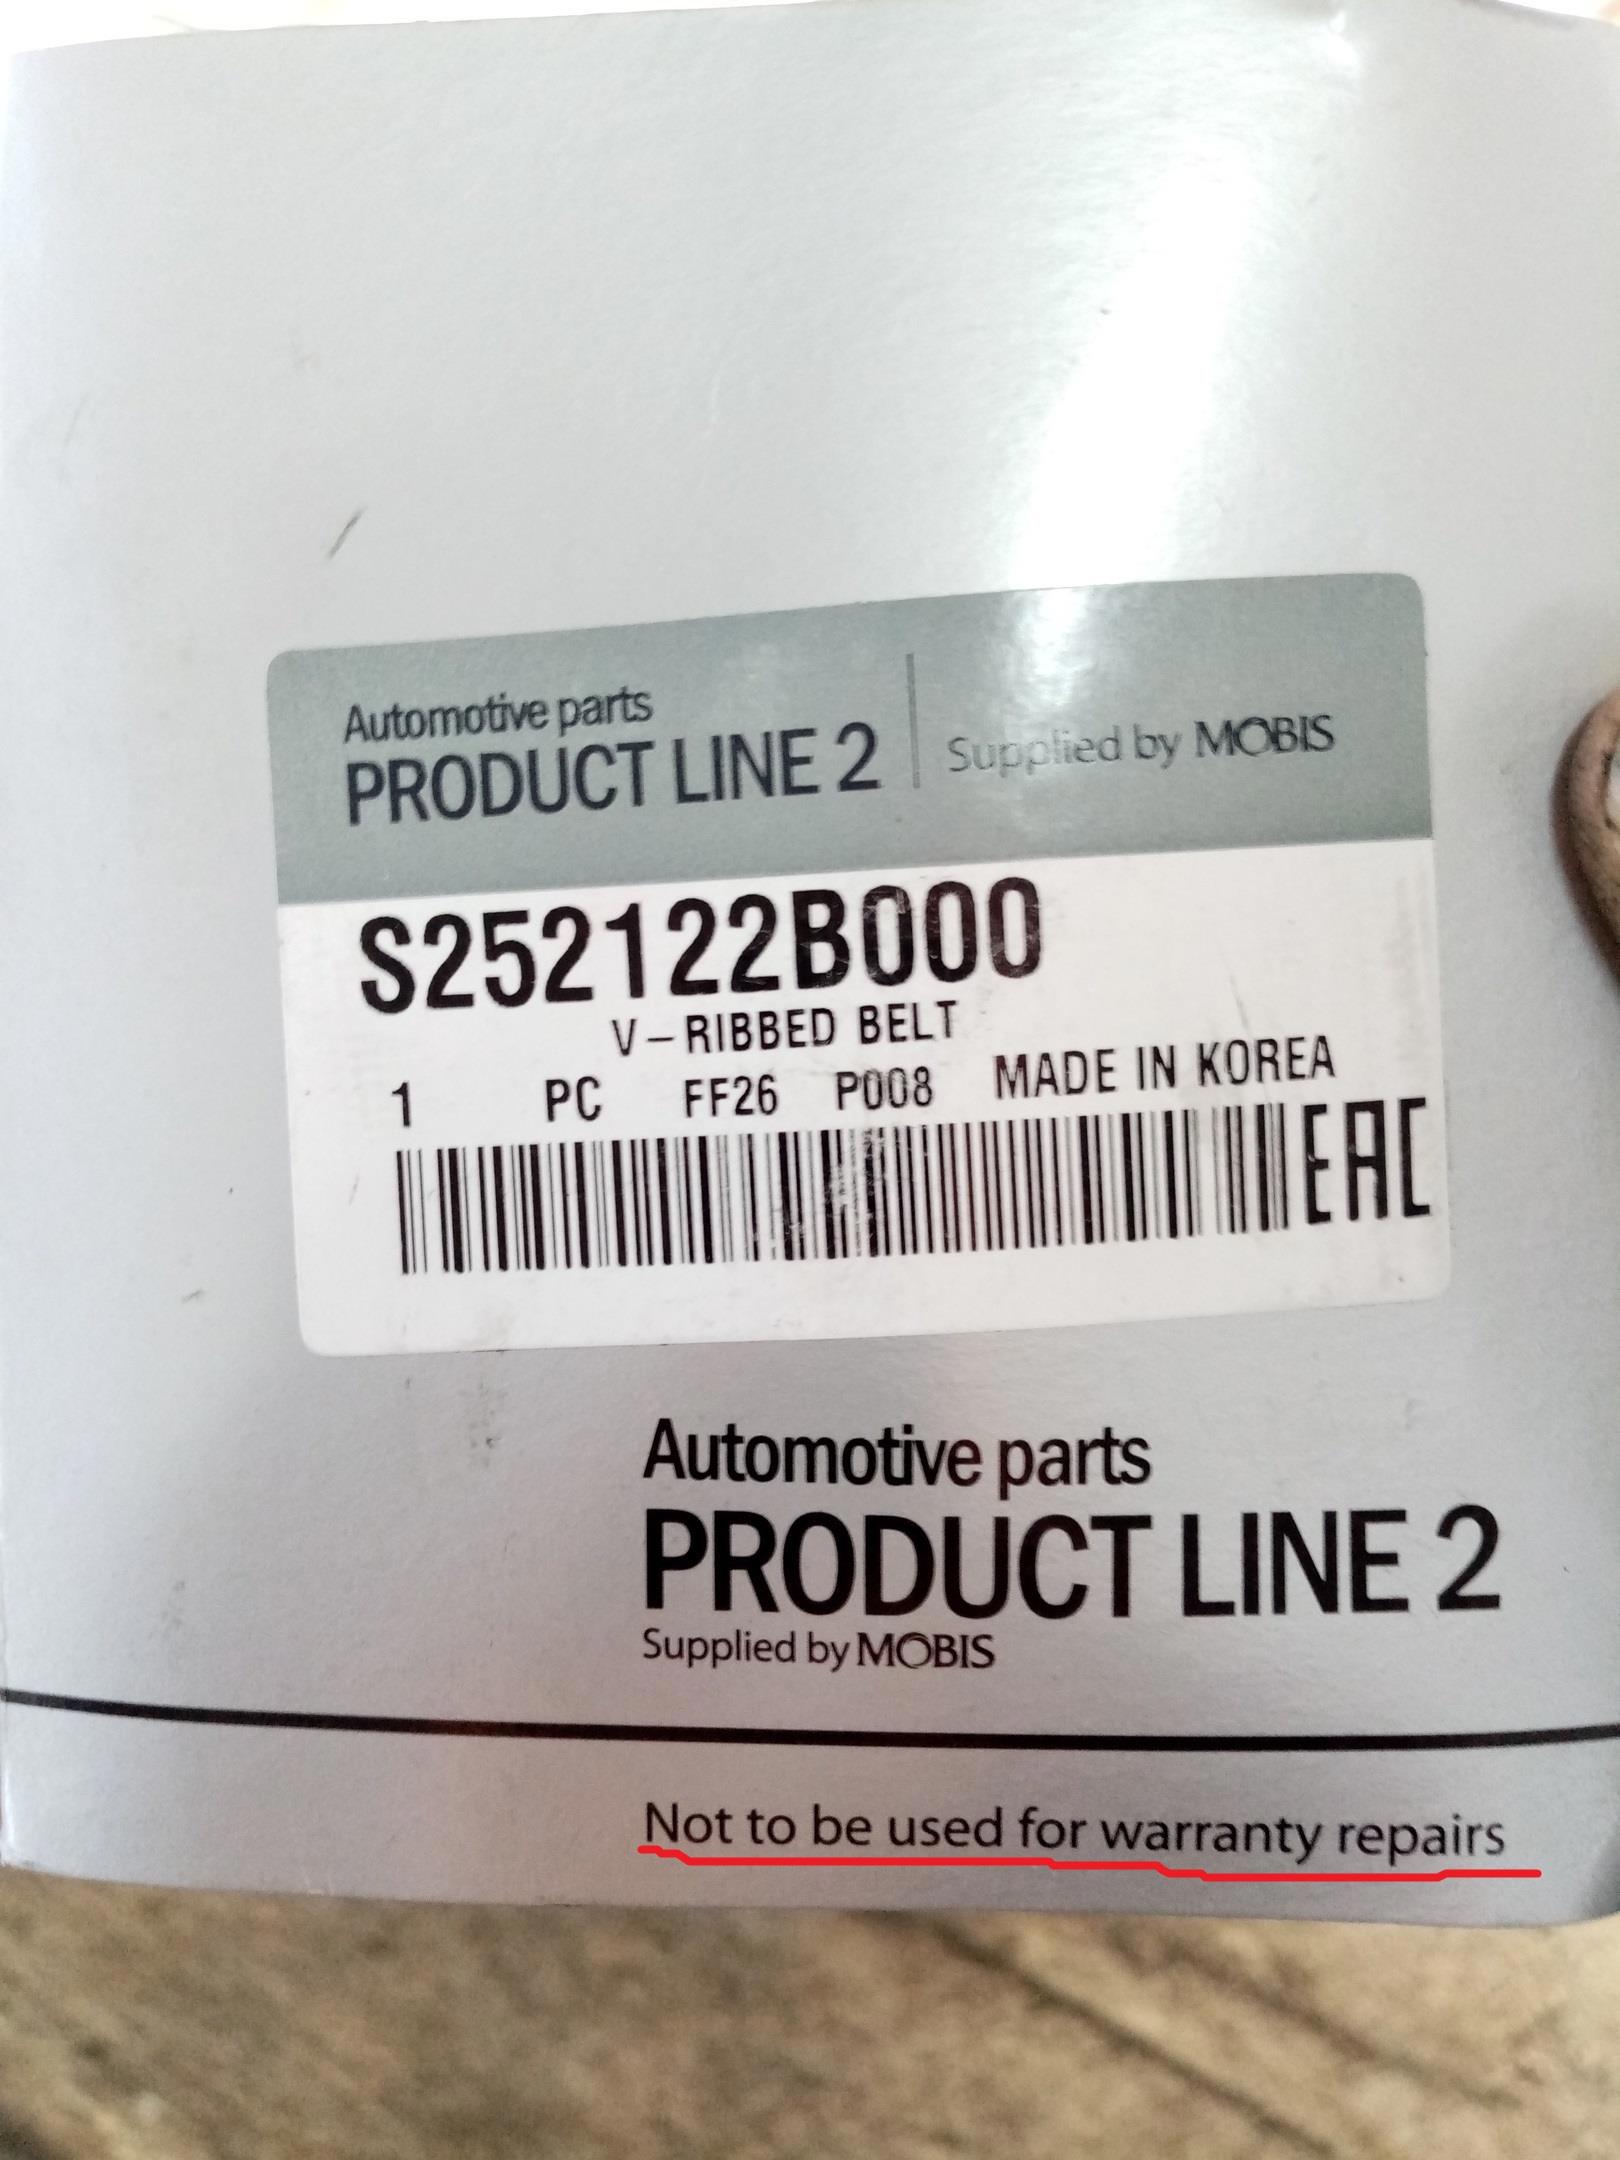 Automotive parts
PRODUCT LINE 2
Supplied by MOBIS
S252122B000
V-RIBBED BELT
1 PC FF26 P008 MADE IN KOREA
EAC
Automotive parts
PRODUCT LINE 2
Supplied by MOBIS
Not to be used for warranty repairs